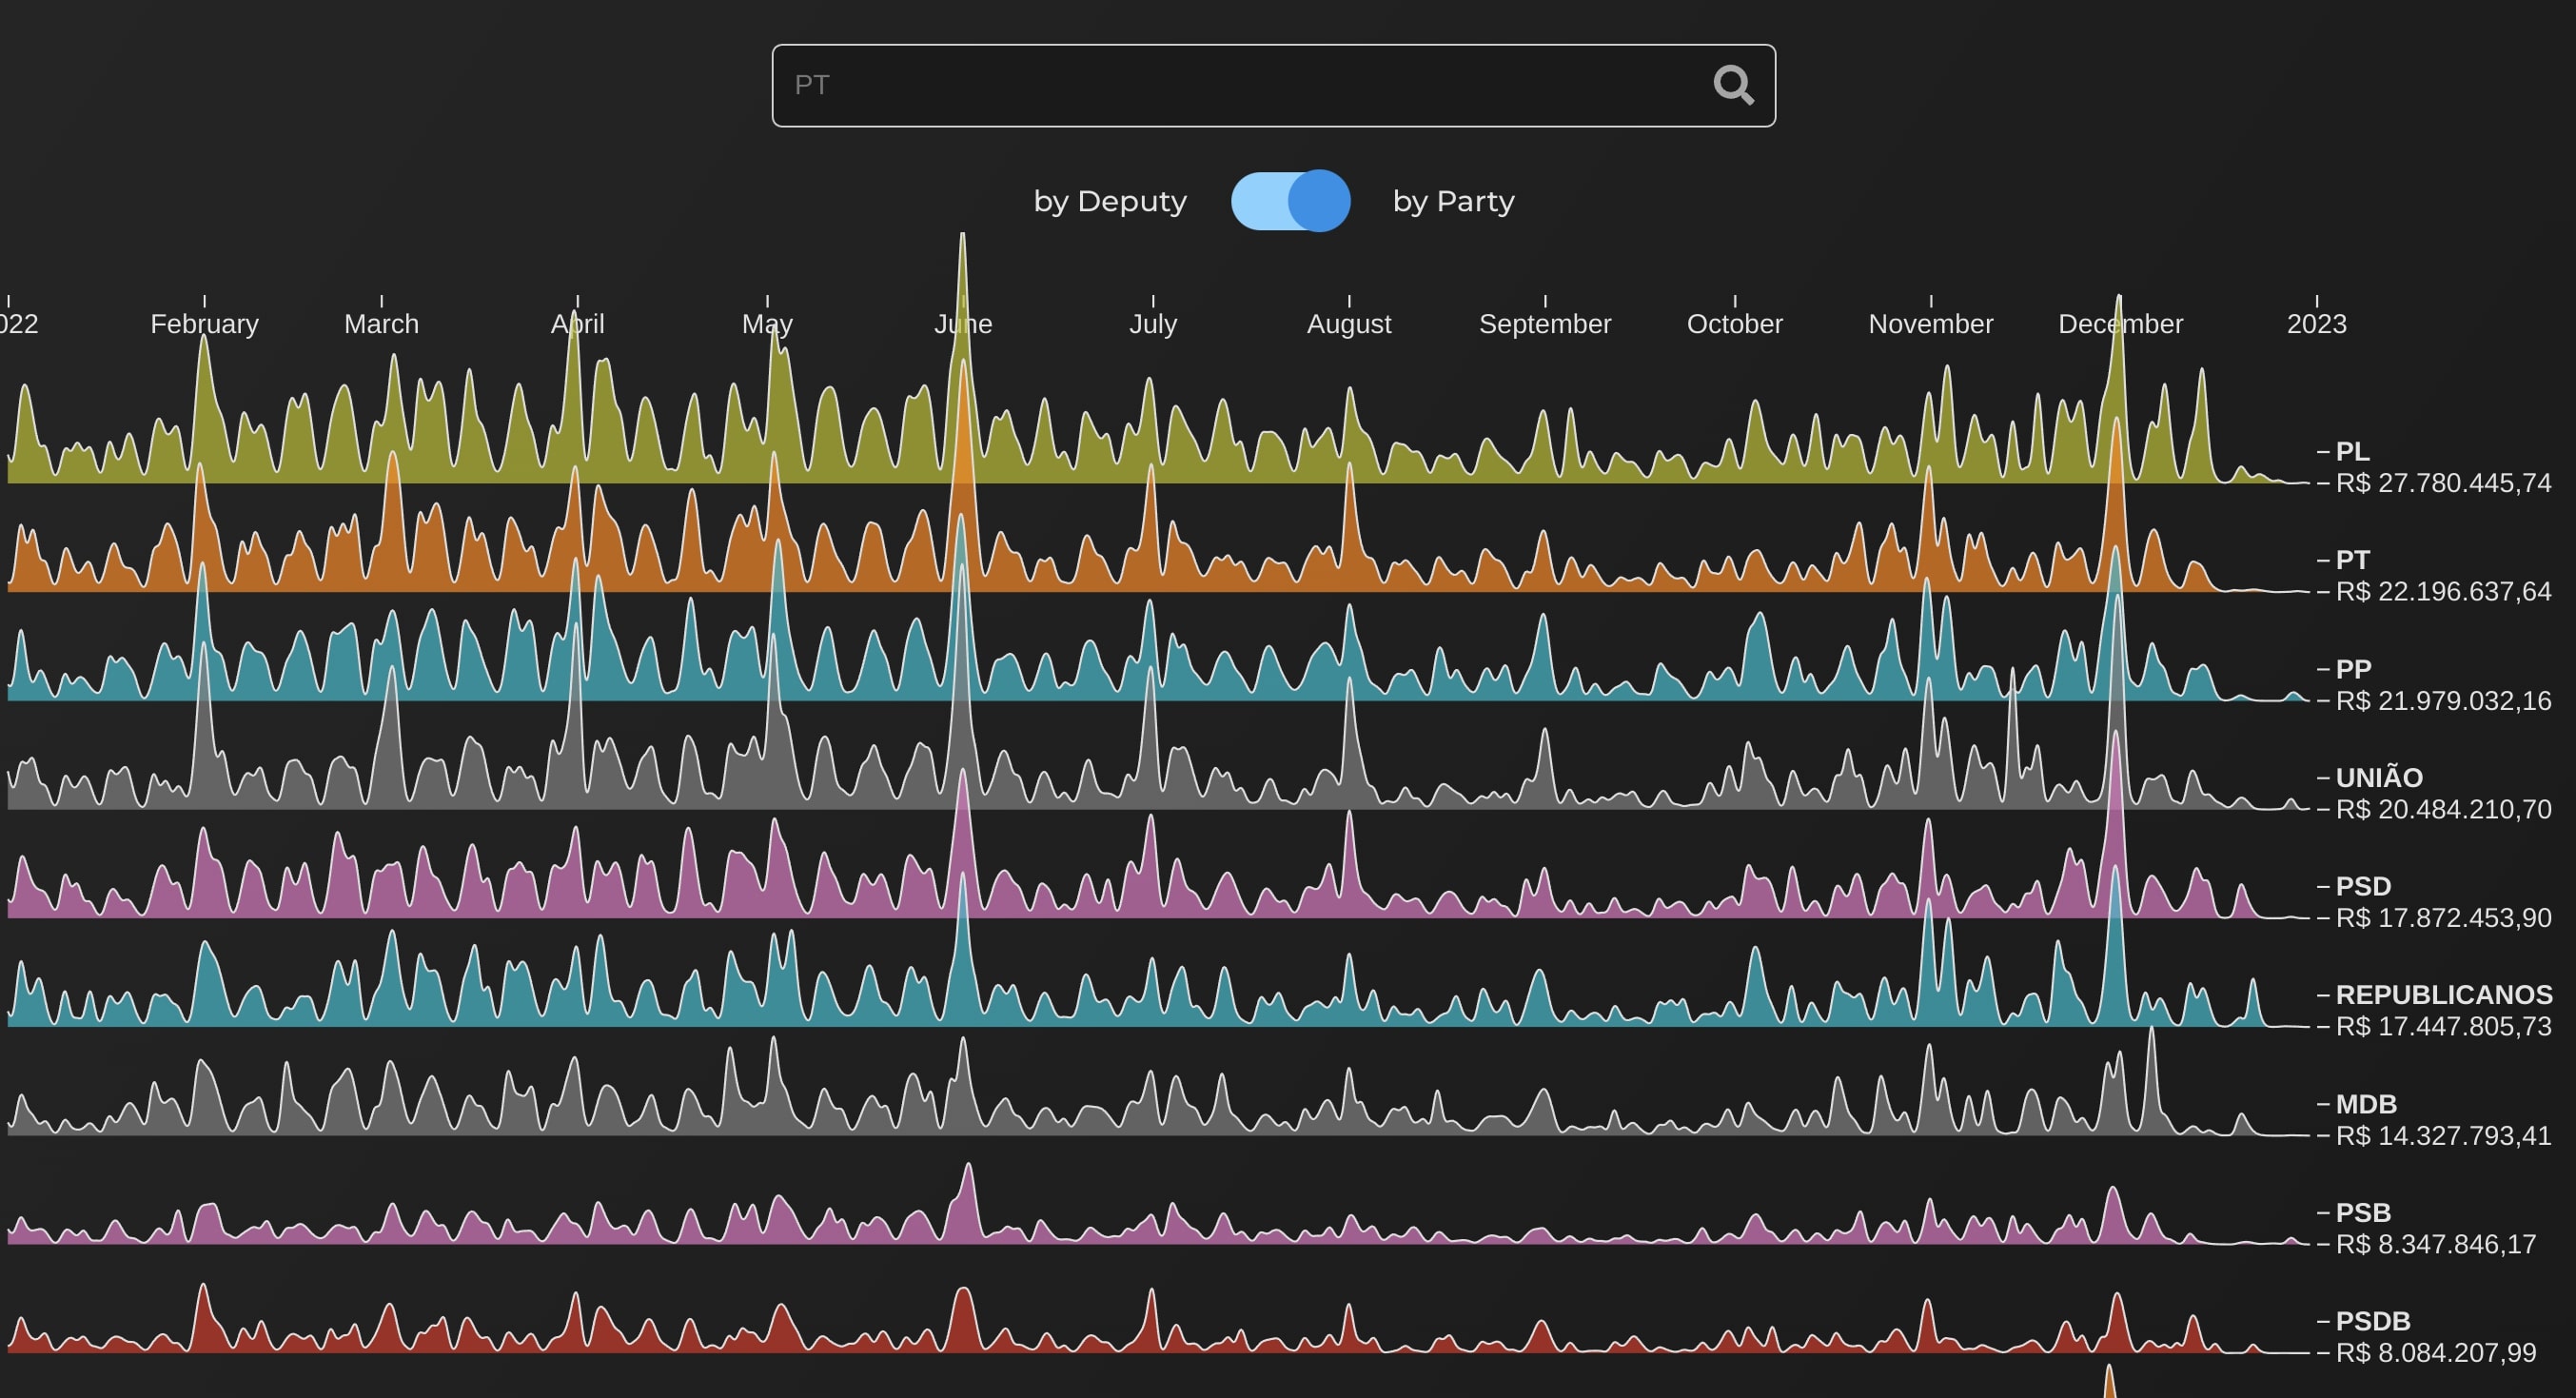 PT
by Deputy by Party
022 February March April May June July August September October November December 2023
PL
R$ 27.780.445,74
PT
R$ 22.196.637,64
PP
R$ 21.979.032,16
UNIÃO
R$ 20.484.210,70
PSD
R$ 17.872.453,90
REPUBLICANOS
R$ 17.447.805,73
MDB
R$ 14.327.793,41
PSB
R$ 8.347.846,17
PSDB
R$ 8.084.207,99